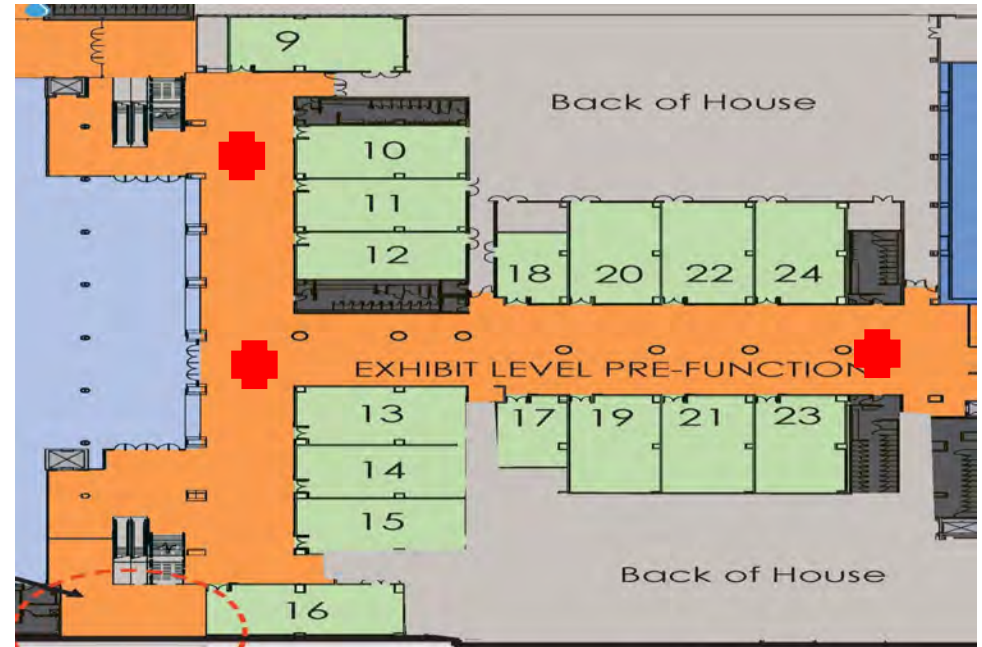 9
Back of House
10
11
12
18 20 22 24
EXHIBIT LEVEL PRE-FUNCTION
13
17 19 21 23
14
15
Back of House
16